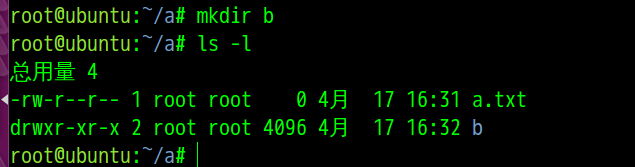 root@ubuntu:~/a# mkdir b
root@ubuntu:~/a# ls -l
总用量 4
-rw-r--r-- 1 root root    0 4月  17 16:31 a.txt
drwxr-xr-x 2 root root 4096 4月  17 16:32 b
root@ubuntu:~/a#